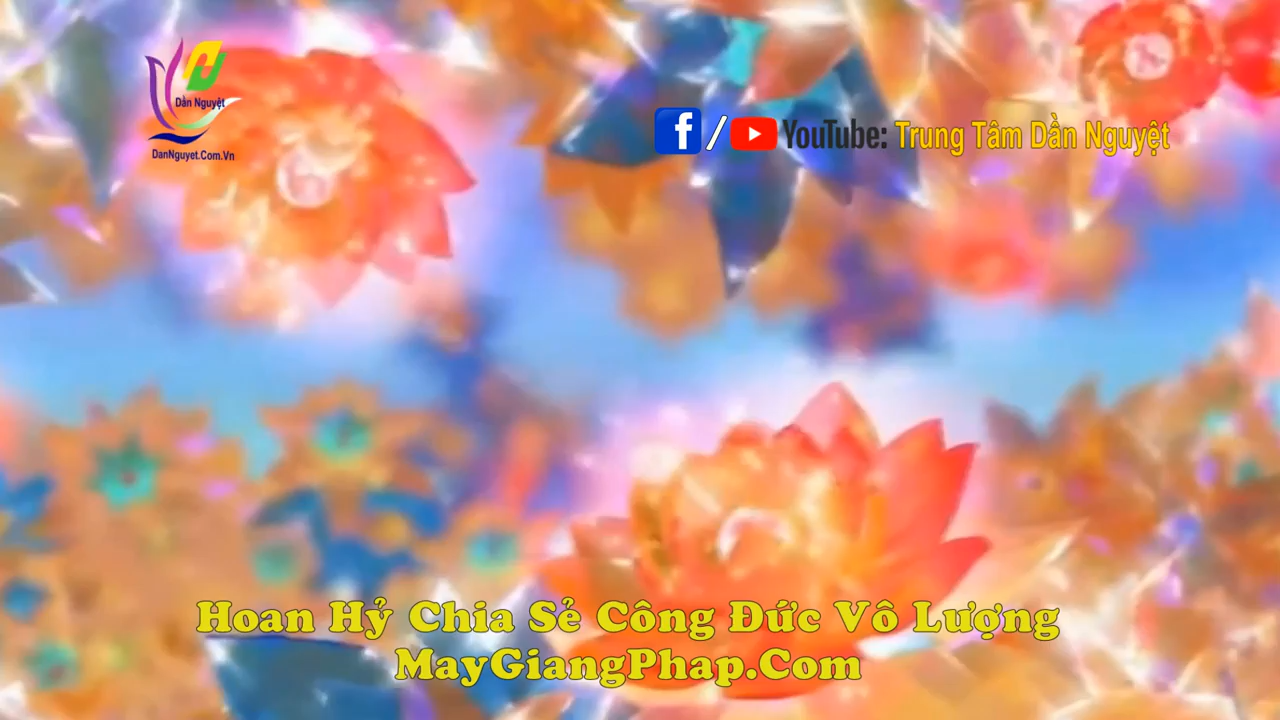 Dần Nguyệt
DanNguyet.Com.Vn
f / YouTube: Trung Tâm Dần Nguyệt
Hoan Hỷ Chia Sẻ Công Đức Vô Lượng
MayGiangPhap.Com